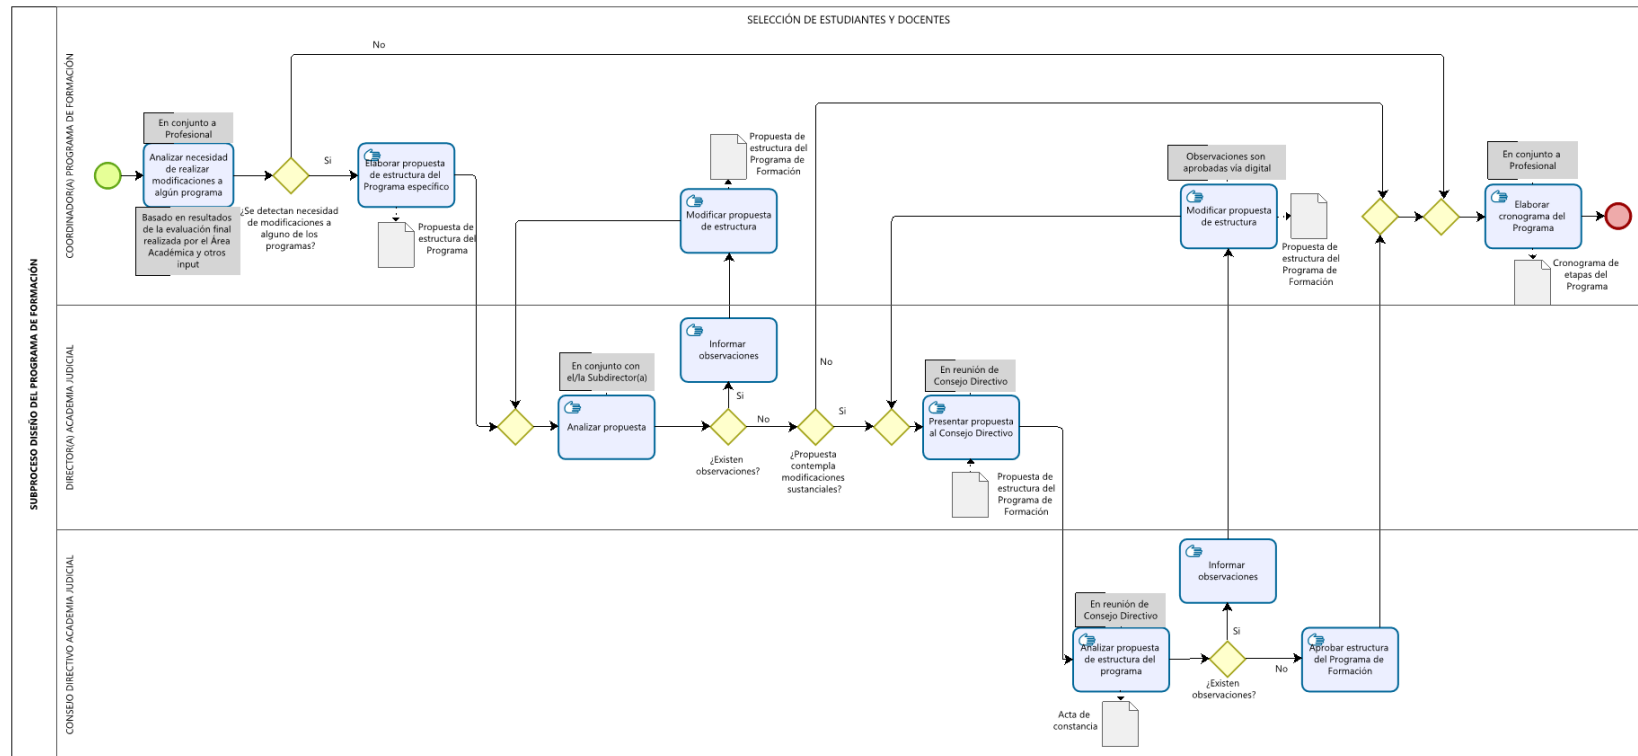 SELECCIÓN DE ESTUDIANTES Y DOCENTES
SUBPROCESO DISEÑO DEL PROGRAMA DE FORMACIÓN
COORDINADOR(A) PROGRAMA DE FORMACIÓN
No
En conjunto a
Profesional
Analizar necesidad
de realizar
modificaciones a
algún programa
Basado en resultados
de la evaluación final
realizada por el Área
Académica y otros
input
Si
¿Se detectan necesidad
de modificaciones a
alguno de los
programas?
Elaborar propuesta
de estructura del
Programa específico
Propuesta de
estructura del
Programa
Propuesta de
estructura del
Programa de
Formación
Modificar propuesta
de estructura
Observaciones son
aprobadas vía digital
Modificar propuesta
de estructura
Propuesta de
estructura del
Programa de
Formación
En conjunto a
Profesional
Elaborar
cronograma del
Programa
Cronograma de
etapas del
Programa
DIRECTOR(A) ACADEMIA JUDICIAL
En conjunto con
el/la Subdirector(a)
Analizar propuesta
Informar
observaciones
Si
No
¿Existen
observaciones?
No
Si
¿Propuesta
contempla
modificaciones
sustanciales?
En reunión de
Consejo Directivo
Presentar propuesta
al Consejo Directivo
Propuesta de
estructura del
Programa de
Formación
CONSEJO DIRECTIVO ACADEMIA JUDICIAL
En reunión de
Consejo Directivo
Analizar propuesta
de estructura del
programa
Acta de
constancia
Informar
observaciones
Si
No
¿Existen
observaciones?
Aprobar estructura
del Programa de
Formación